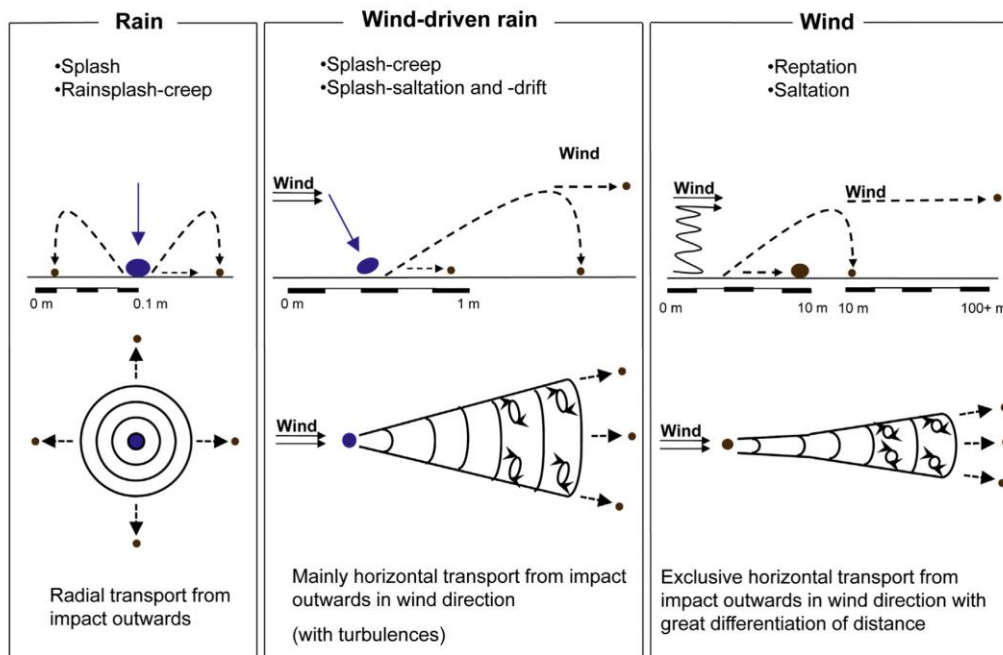 Rain
•Splash
•Rainsplash-creep
0 m
0.1 m
Radial transport from
impact outwards
Wind-driven rain
•Splash-creep
•Splash-saltation and -drift
Wind
Wind
0 m
1 m
Wind
Mainly horizontal transport from impact
outwards in wind direction
(with turbulences)
Wind
•Reptation
•Saltation
Wind
Wind
0 m
10 m
10 m
100+ m
Wind
Exclusive horizontal transport from
impact outwards in wind direction with
great differentiation of distance